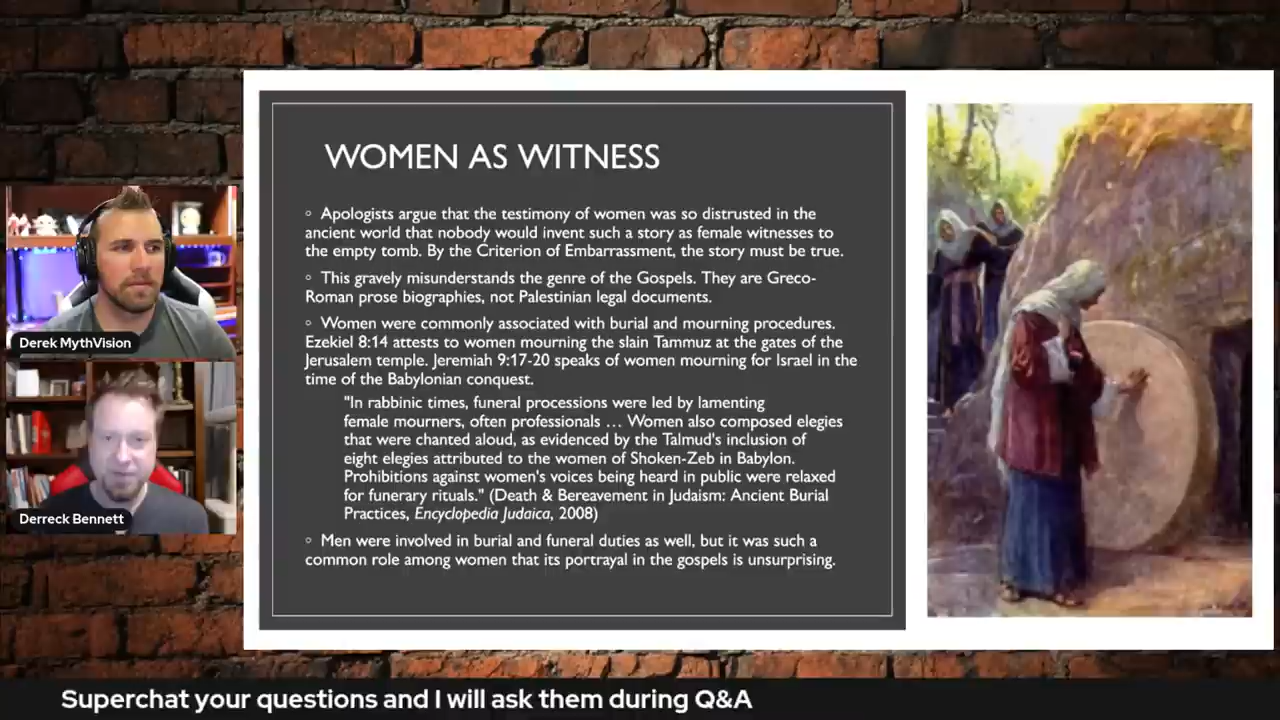 WOMEN AS WITNESS
◦ Apologists argue that the testimony of women was so distrusted in the
ancient world that nobody would invent such a story as female witnesses to
the empty tomb. By the Criterion of Embarrassment, the story must be true.
◦ This gravely misunderstands the genre of the Gospels. They are Greco-
Roman prose biographies, not Palestinian legal documents.
◦ Women were commonly associated with burial and mourning procedures.
Ezekiel 8:14 attests to women mourning the slain Tammuz at the gates of the
Jerusalem temple. Jeremiah 9:17-20 speaks of women mourning for Israel in the
time of the Babylonian conquest.
"In rabbinic times, funeral processions were led by lamenting
female mourners, often professionals … Women also composed elegies
that were chanted aloud, as evidenced by the Talmud's inclusion of
eight elegies attributed to the women of Shoken-Zeb in Babylon.
Prohibitions against women's voices being heard in public were relaxed
for funerary rituals." (Death & Bereavement in Judaism: Ancient Burial
Practices, Encyclopedia Judaica, 2008)
◦ Men were involved in burial and funeral duties as well, but it was such a
common role among women that its portrayal in the gospels is unsurprising.
Derek MythVision
Derreck Bennett
Superchat your questions and I will ask them during Q&A